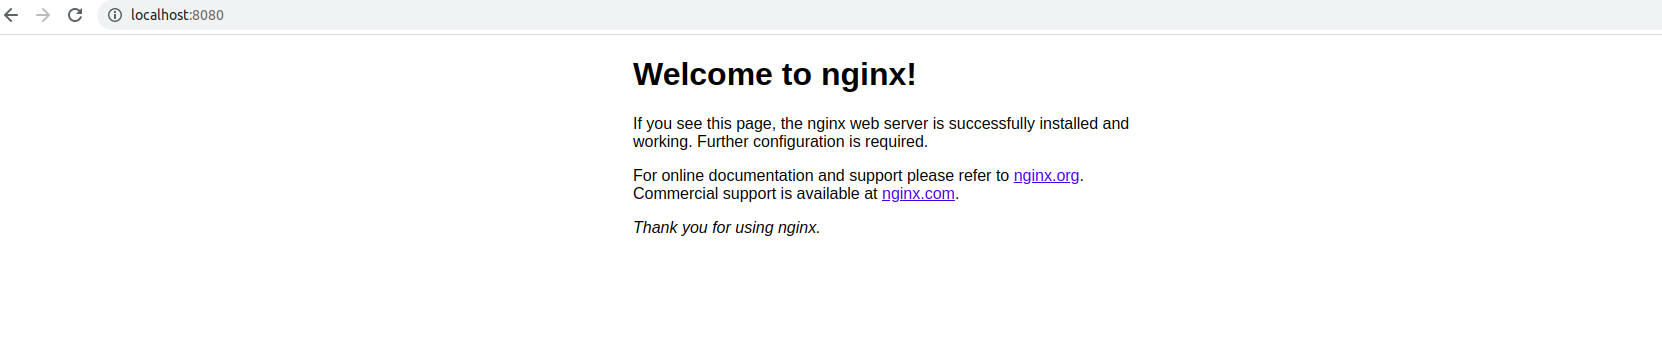 localhost:8080
Welcome to nginx!
If you see this page, the nginx web server is successfully installed and
working. Further configuration is required.
For online documentation and support please refer to nginx.org.
Commercial support is available at nginx.com.
Thank you for using nginx.